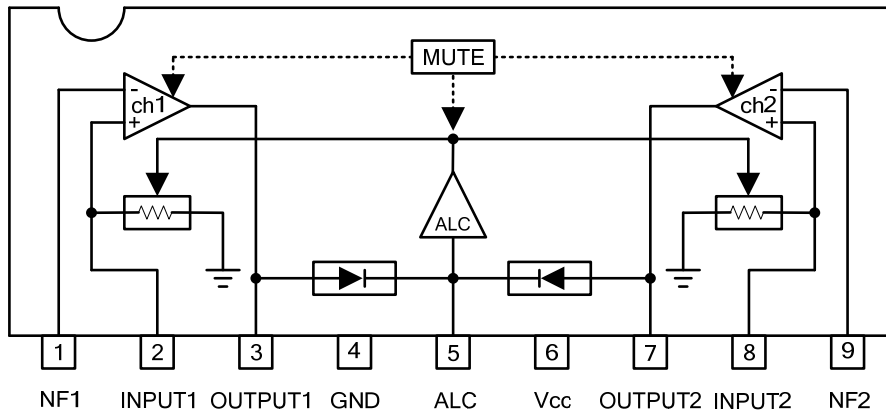 MUTE
ch1
-
+
ch2
-
+
ALC
1 2 3 4 5 6 7 8 9
NF1 INPUT1 OUTPUT1 GND ALC Vcc OUTPUT2 INPUT2 NF2